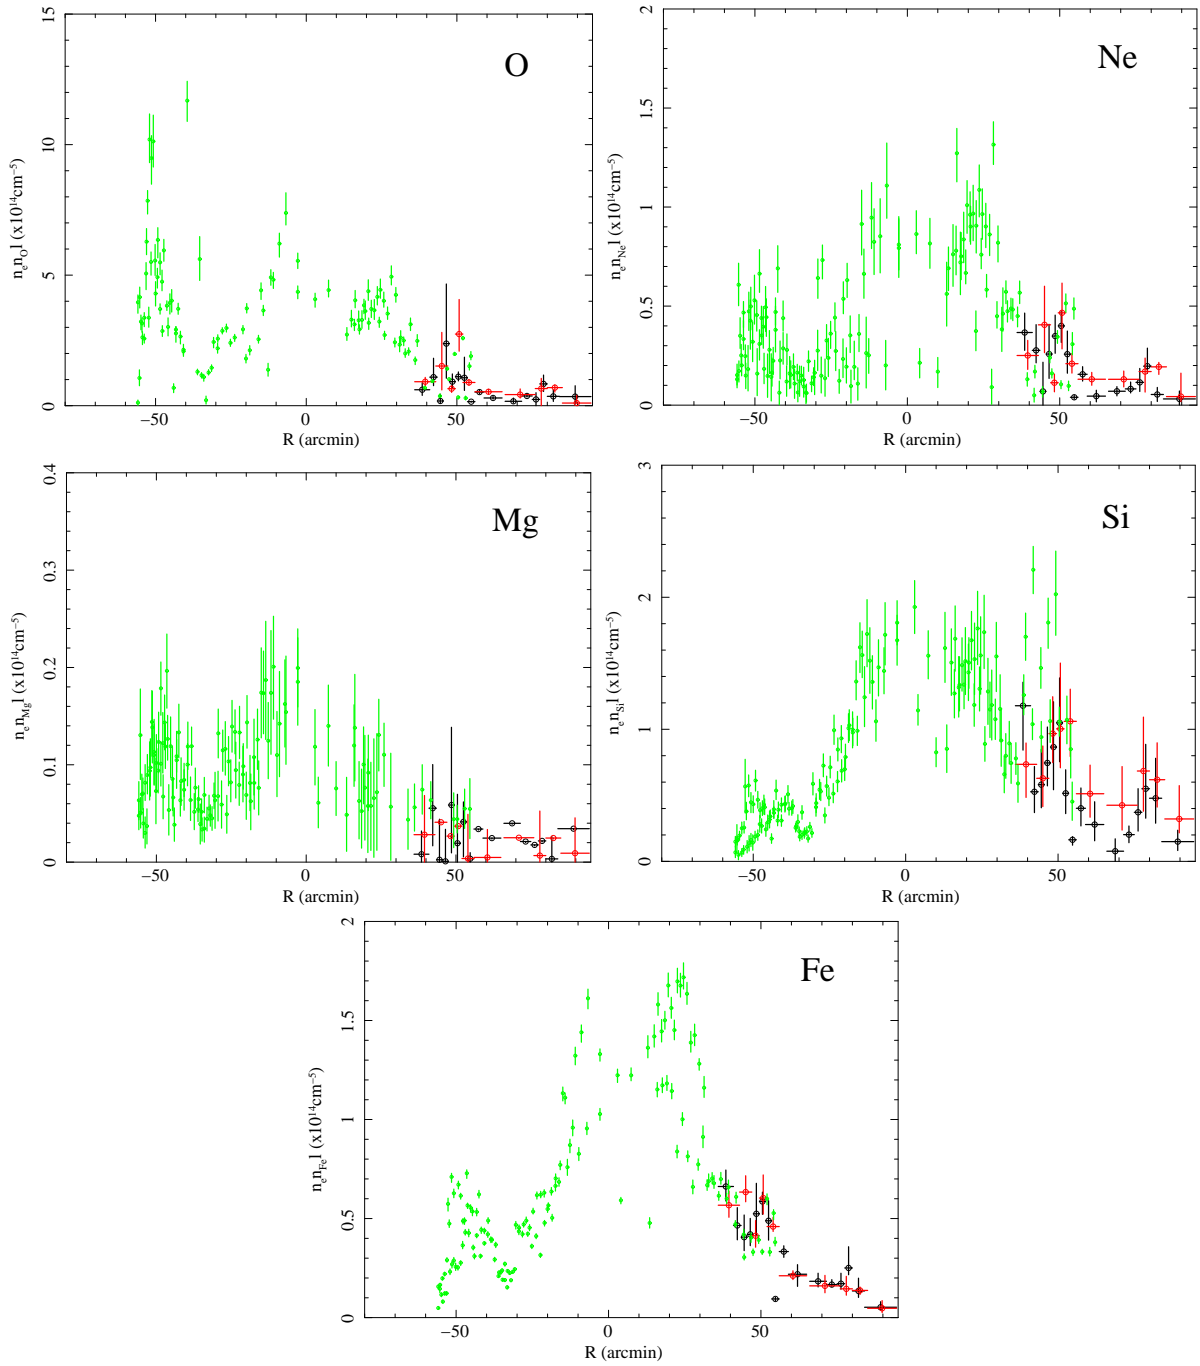 O
15
10
5
0
n_e n_O l (x10^14 cm^−5)
−50 0 50
R (arcmin)
Ne
2
1.5
1
0.5
0
n_e n_Ne l (x10^14 cm^−5)
−50 0 50
R (arcmin)
Mg
0.4
0.3
0.2
0.1
0
n_e n_Mg l (x10^14 cm^−5)
−50 0 50
R (arcmin)
Si
3
2
1
0
n_e n_Si l (x10^14 cm^−5)
−50 0 50
R (arcmin)
Fe
2
1.5
1
0.5
0
n_e n_Fe l (x10^14 cm^−5)
−50 0 50
R (arcmin)